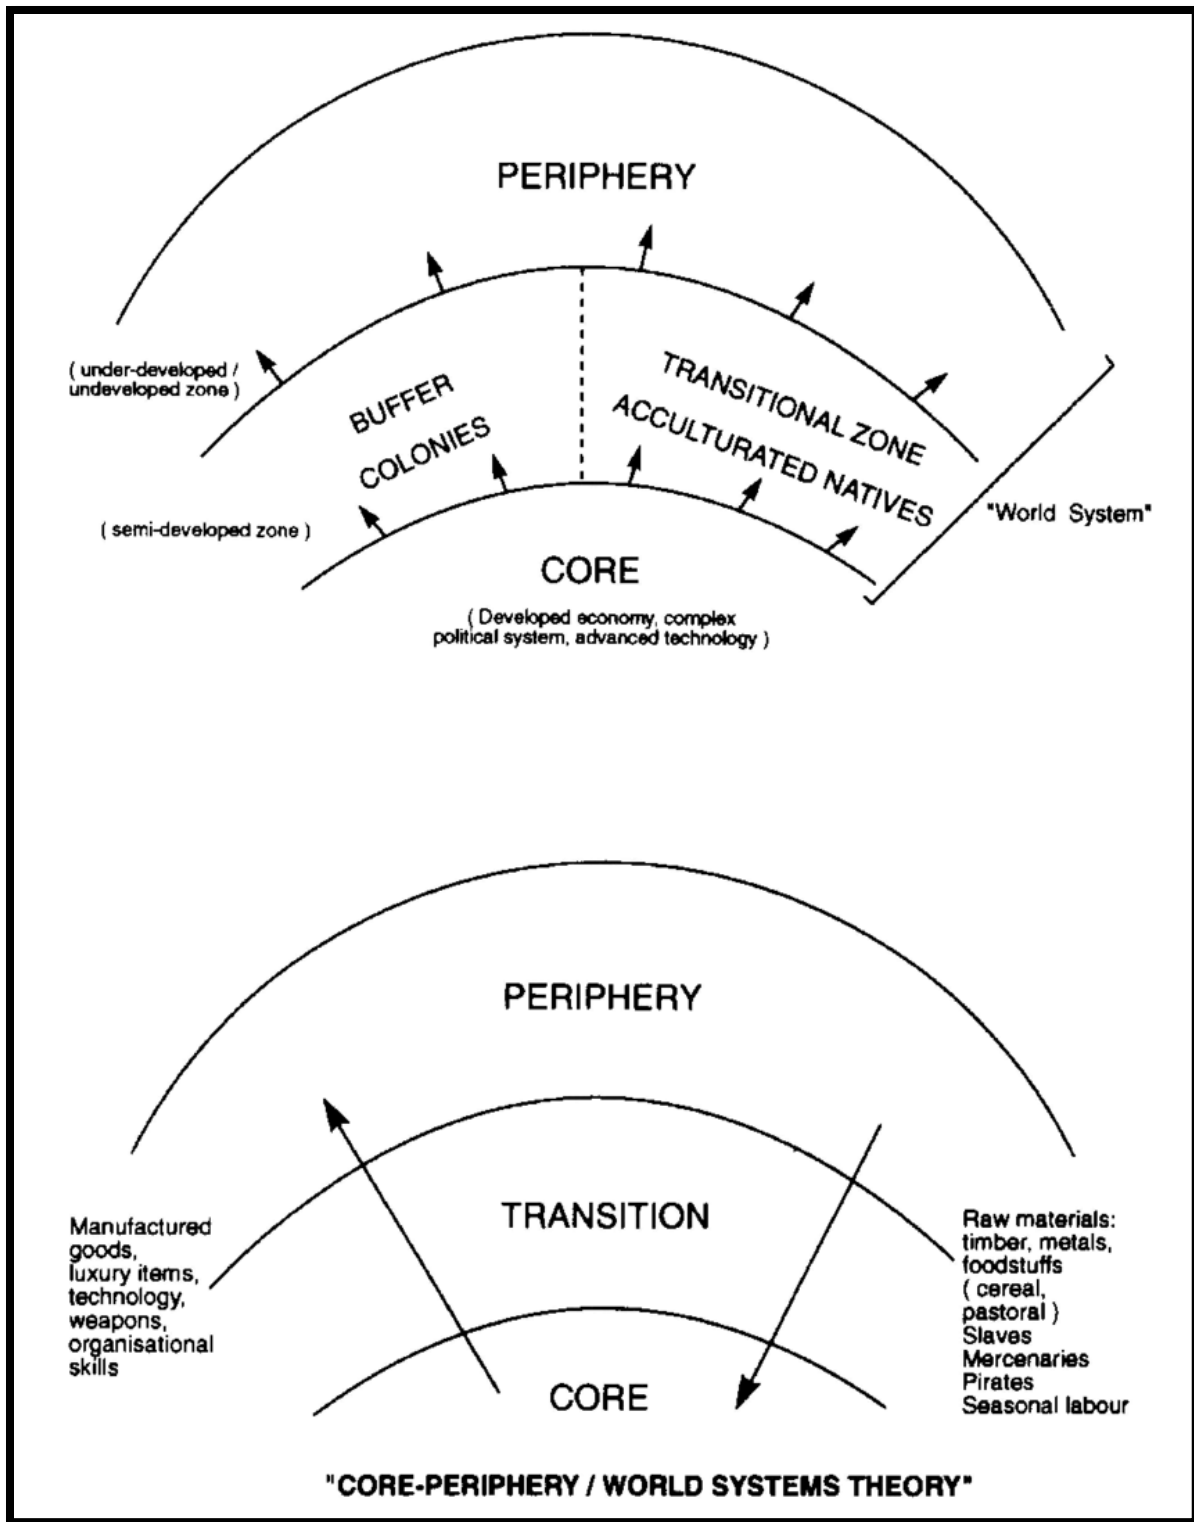 PERIPHERY
( under-developed /
undeveloped zone )
BUFFER
COLONIES
TRANSITIONAL ZONE
ACCULTURATED NATIVES
"World System"
( semi-developed zone )
CORE
( Developed economy, complex
political system, advanced technology )
PERIPHERY
TRANSITION
Manufactured
goods,
luxury items,
technology,
weapons,
organisational
skills
Raw materials:
timber, metals,
foodstuffs
( cereal,
pastoral )
Slaves
Mercenaries
Pirates
Seasonal labour
CORE
"CORE-PERIPHERY / WORLD SYSTEMS THEORY"